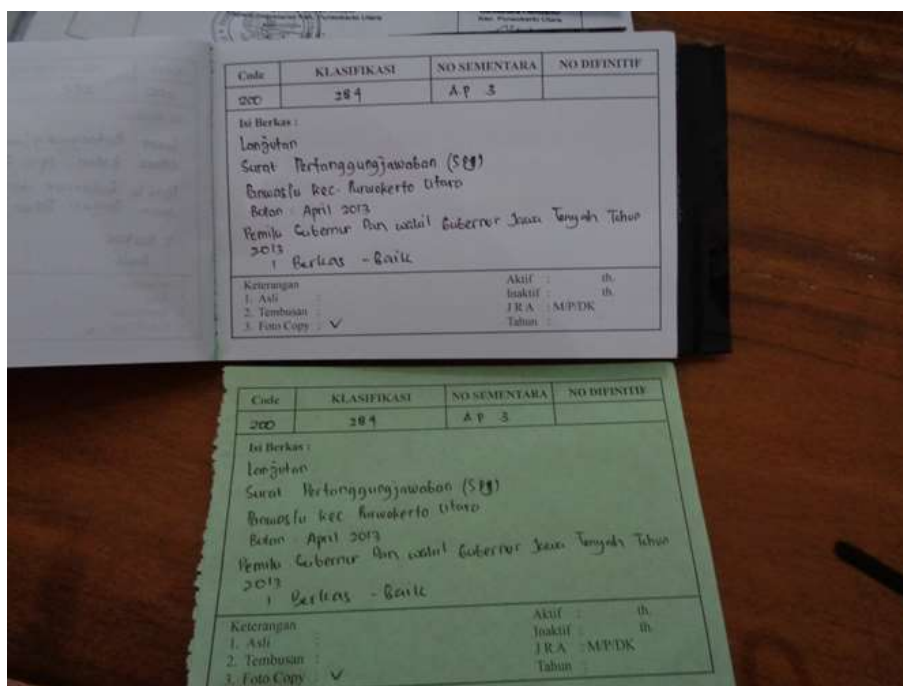 Kec. Purwokerto Utara
Code KLASIFIKASI NO SEMENTARA NO DIFINITIF
200 284 A.P 3
Isi Berkas :
Lanjutan
Surat Pertanggungjawaban (SPJ)
Panwaslu Kec. Purwokerto Utara
Bulan : April 2013
Pemilu Gubernur Dan wakil Gubernur Jawa Tengah Tahun
2013
1 Berkas - Baik
Keterangan Aktif : th.
1. Asli : Inaktif : th.
2. Tembusan : J R A : M/P/DK
3. Foto Copy : ✓ Tahun :
Code KLASIFIKASI NO SEMENTARA NO DIFINITIF
200 284 A P 3
Isi Berkas :
Lanjutan
Surat Pertanggungjawaban (SPJ)
Panwaslu Kec Purwokerto Utara
Bulan : April 2013
Pemilu Gubernur Dan wakil Gubernur Jawa Tengah Tahun
2013
1 Berkas - Baik
Keterangan Aktif : th.
1. Asli : Inaktif : th.
2. Tembusan : J R A : M/P/DK
3. Foto Copy : ✓ Tahun :